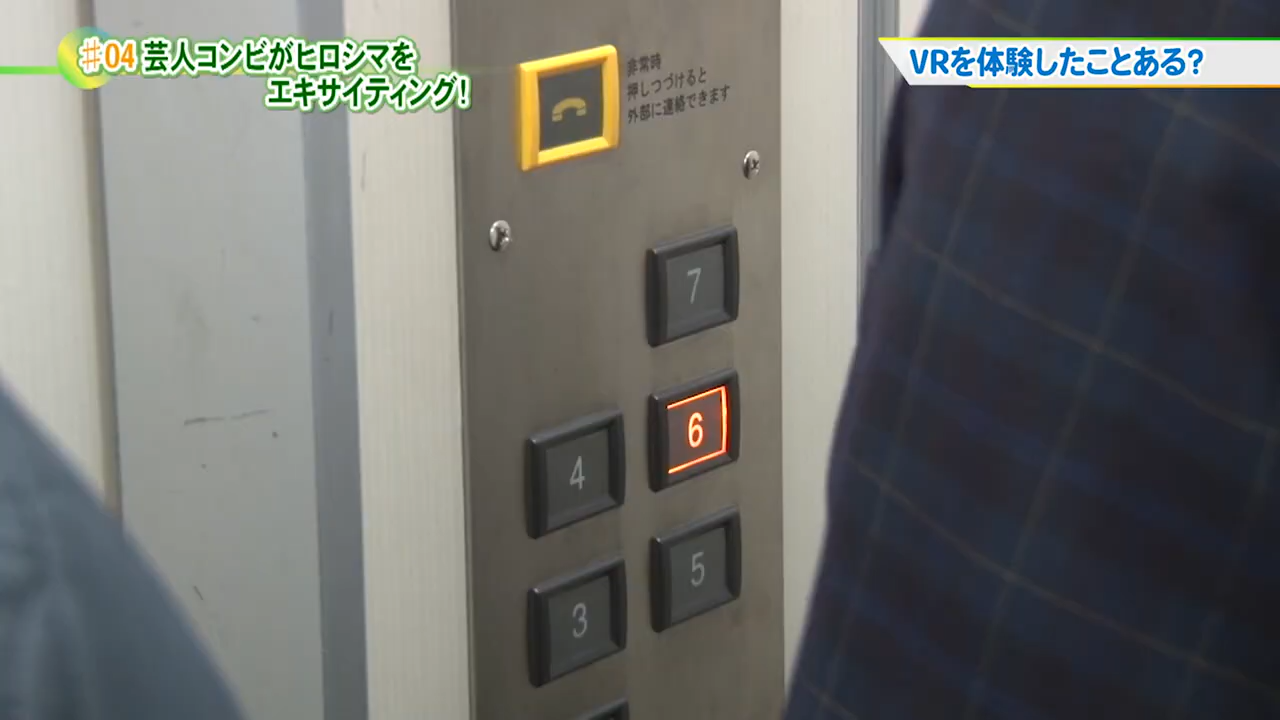 #04 芸人コンビがヒロシマを
エキサイティング！
VRを体験したことある？
非常時
押しつづけると
外部に連絡できます
7
6
4
5
3